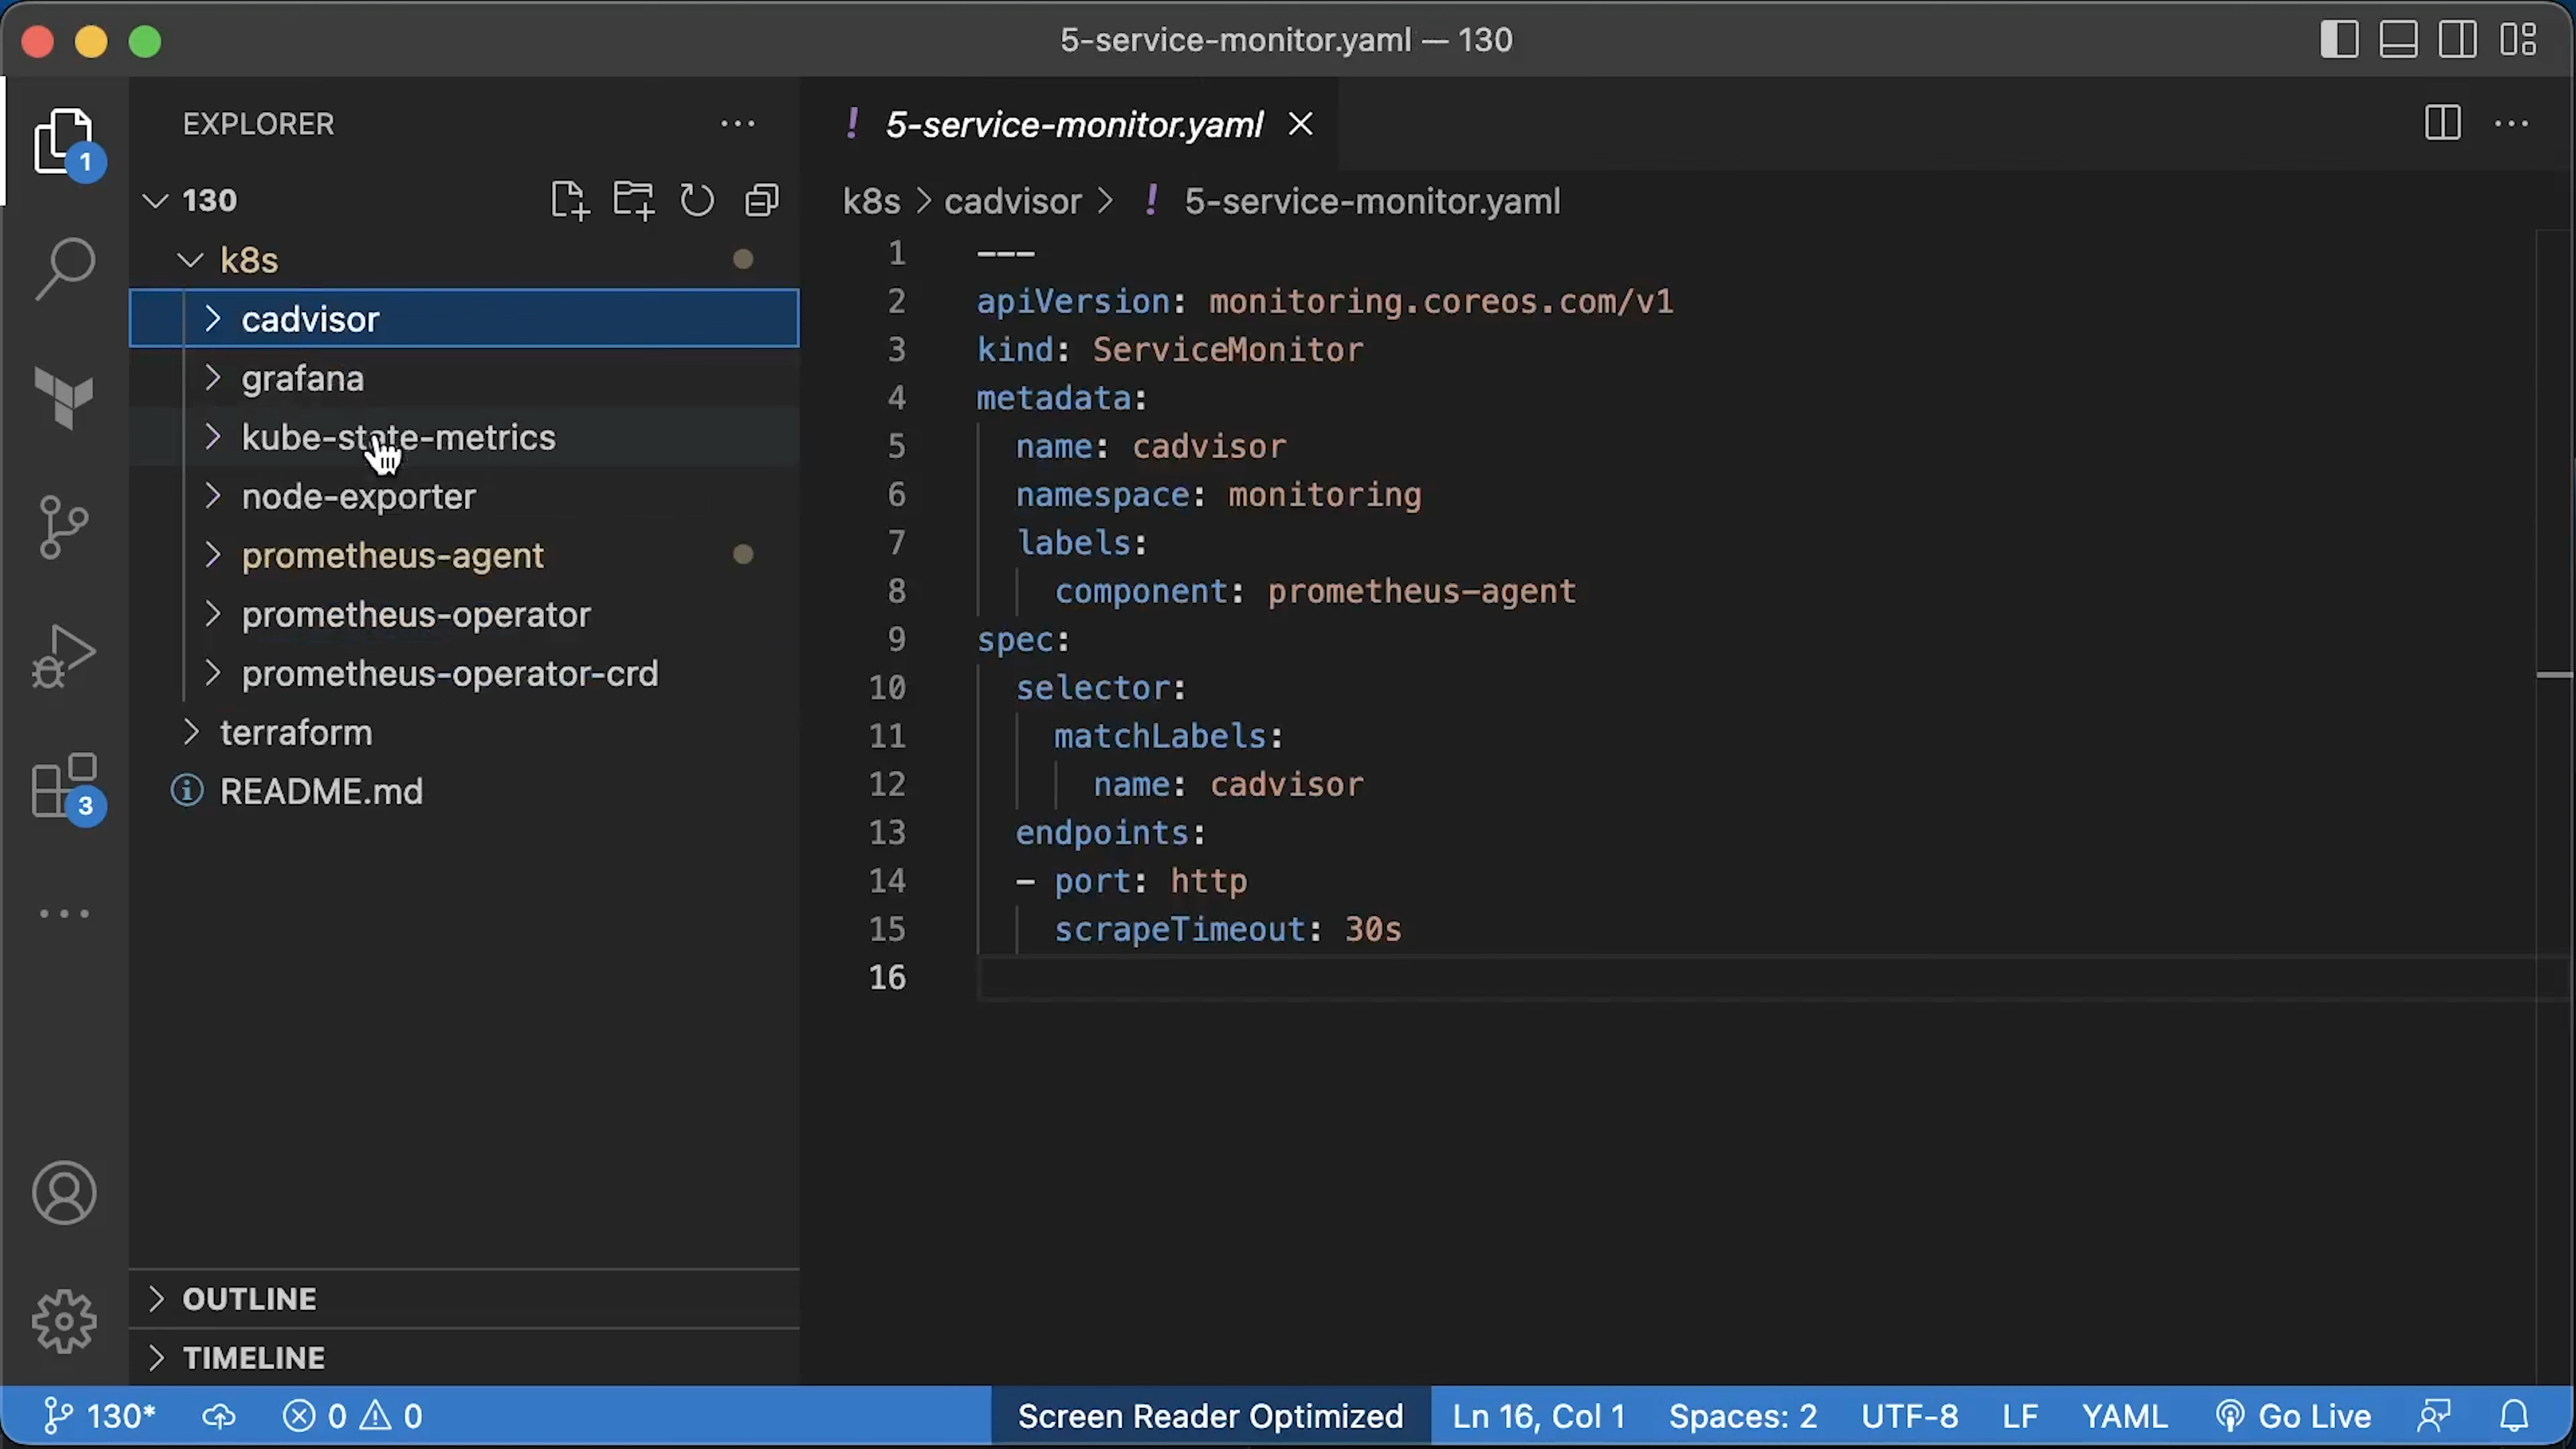 5-service-monitor.yaml — 130
EXPLORER
1
130
k8s
cadvisor
grafana
kube-state-metrics
node-exporter
prometheus-agent
prometheus-operator
prometheus-operator-crd
terraform
README.md
3
OUTLINE
TIMELINE
! 5-service-monitor.yaml
k8s > cadvisor > ! 5-service-monitor.yaml
1 ---
2 apiVersion: monitoring.coreos.com/v1
3 kind: ServiceMonitor
4 metadata:
5   name: cadvisor
6   namespace: monitoring
7   labels:
8     component: prometheus-agent
9 spec:
10   selector:
11     matchLabels:
12       name: cadvisor
13   endpoints:
14   - port: http
15     scrapeTimeout: 30s
16
130* 0 0 Screen Reader Optimized Ln 16, Col 1 Spaces: 2 UTF-8 LF YAML Go Live